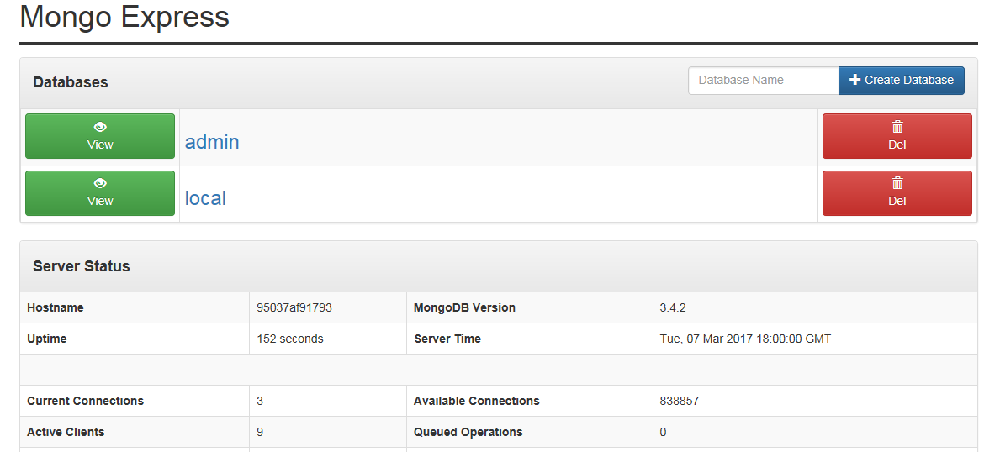 Mongo Express
Databases
Database Name
Create Database
View
admin
Del
View
local
Del
Server Status
Hostname 95037af91793 MongoDB Version 3.4.2
Uptime 152 seconds Server Time Tue, 07 Mar 2017 18:00:00 GMT
Current Connections 3 Available Connections 838857
Active Clients 9 Queued Operations 0